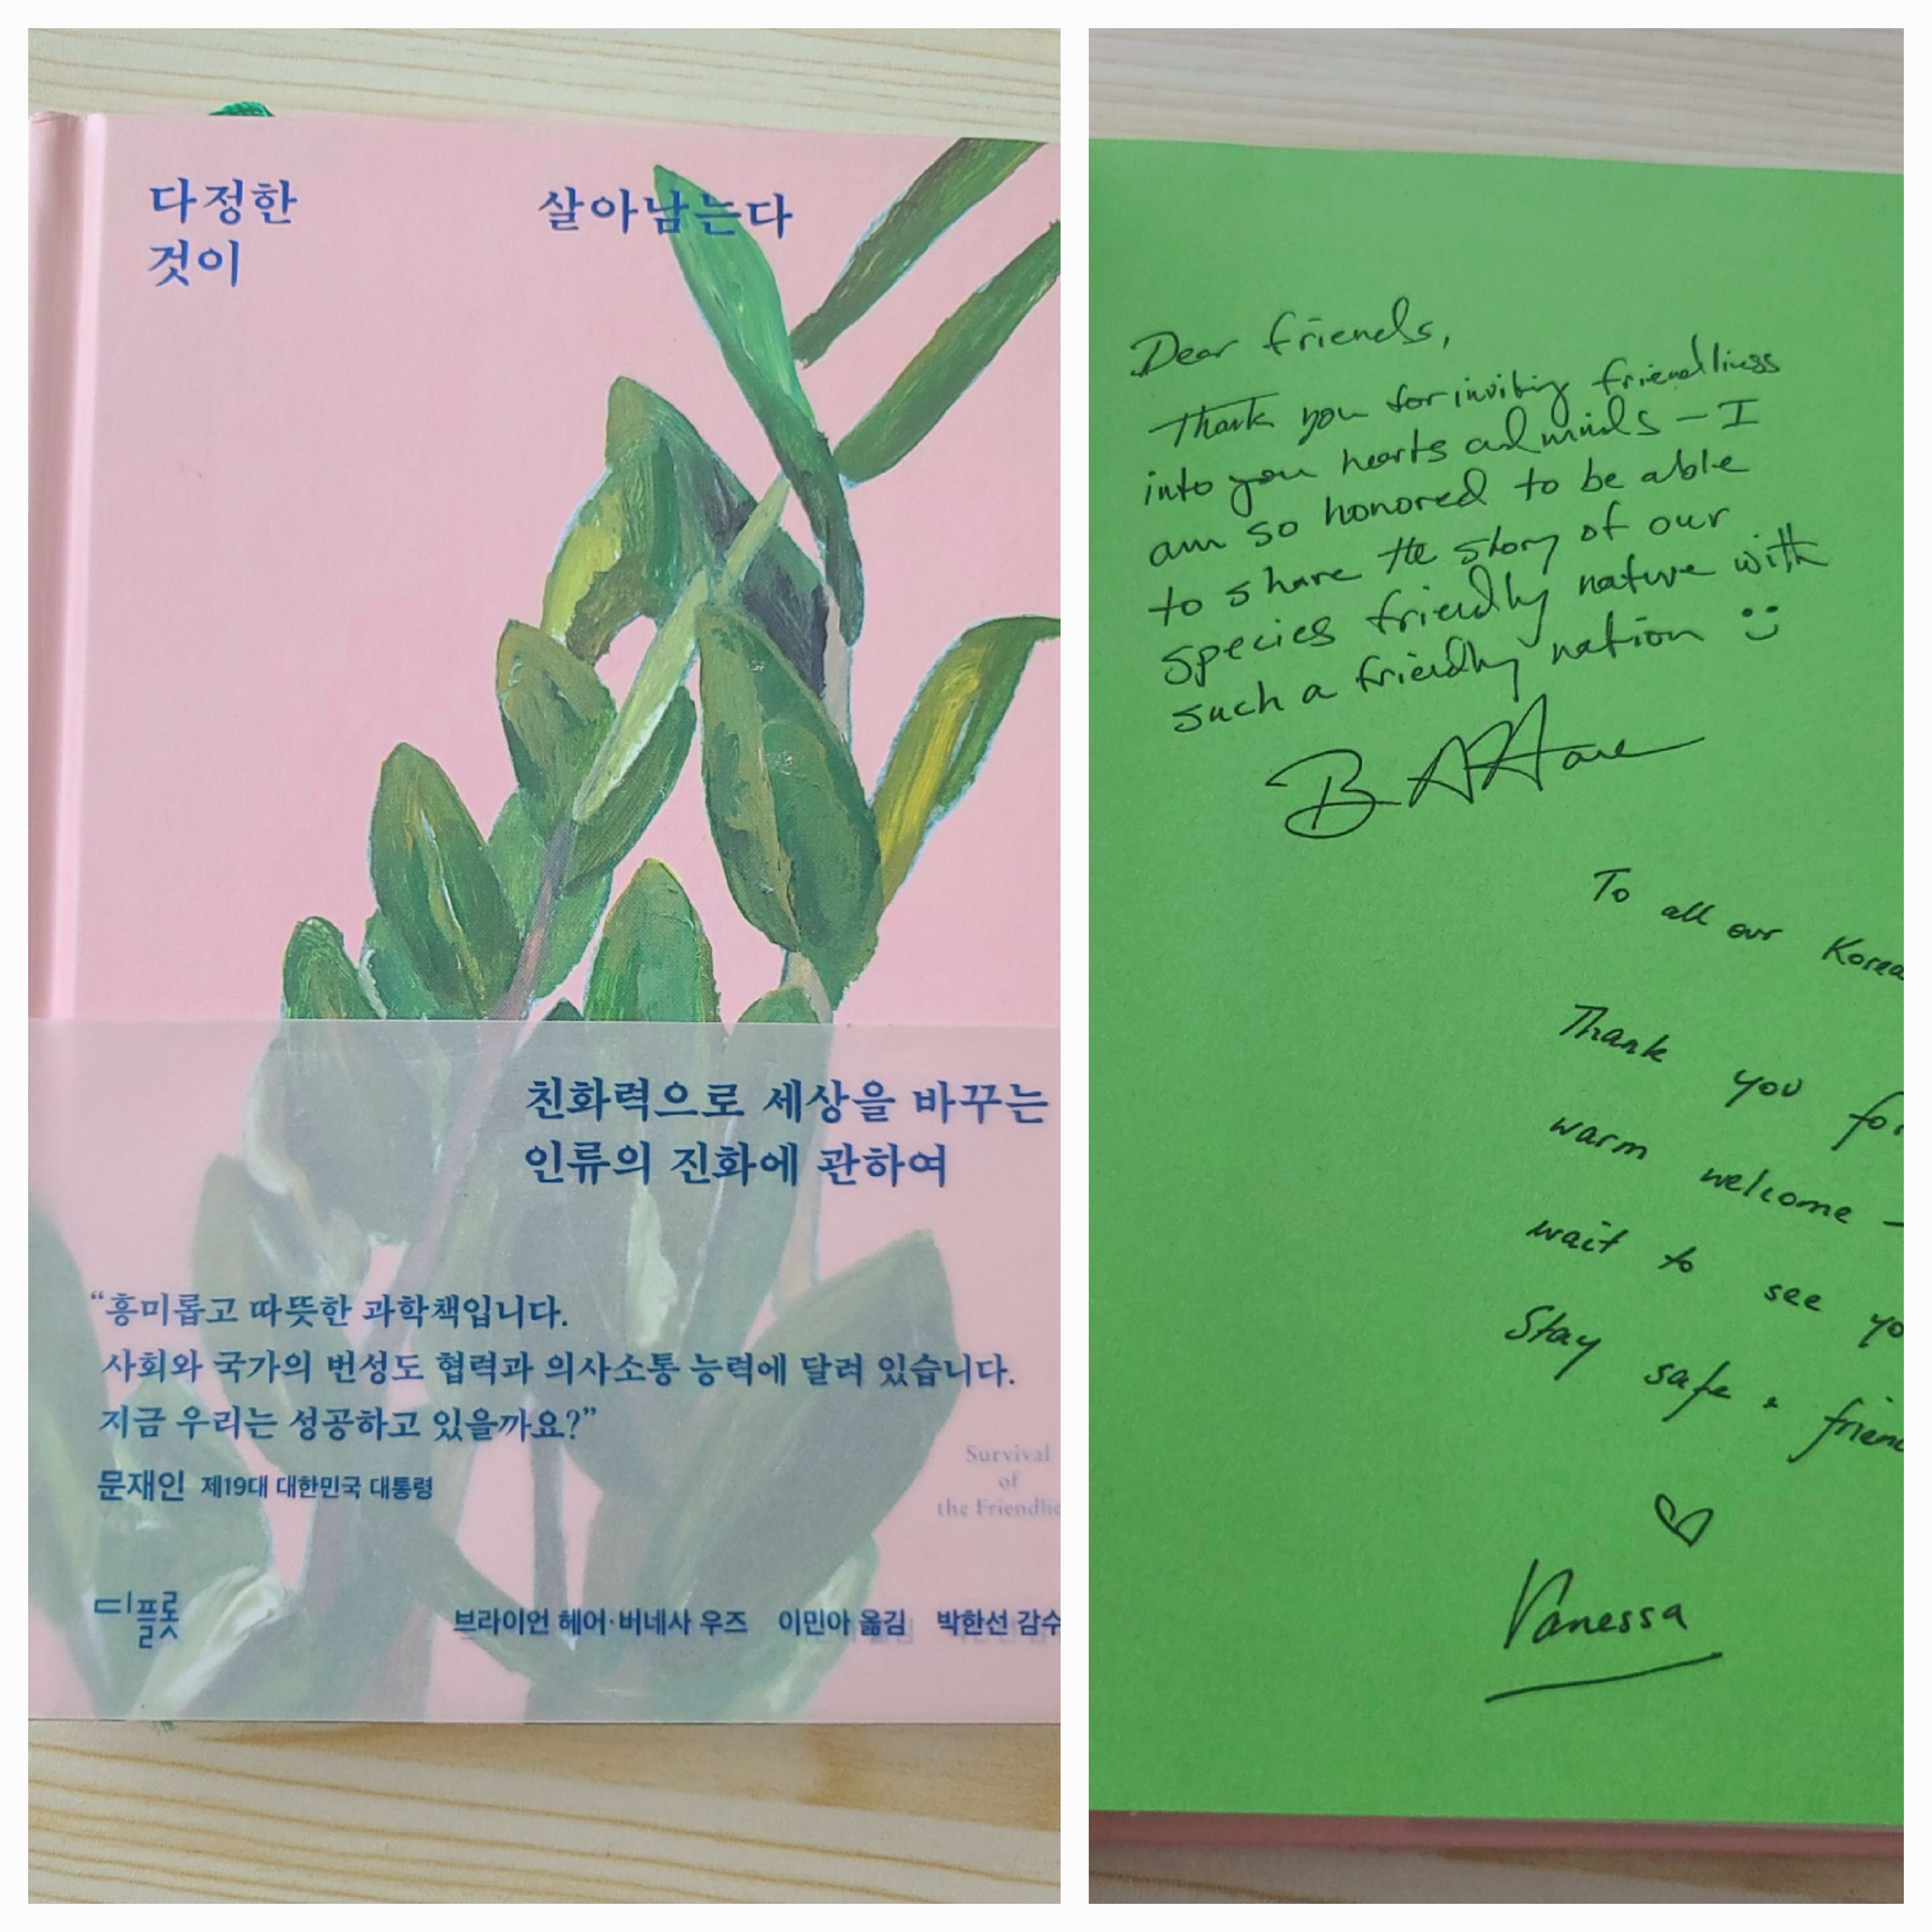 다정한
것이
살아남는다
친화력으로 세상을 바꾸는
인류의 진화에 관하여
“흥미롭고 따뜻한 과학책입니다.
사회와 국가의 번성도 협력과 의사소통 능력에 달려 있습니다.
지금 우리는 성공하고 있을까요?”
문재인 제19대 대한민국 대통령
Survival
of
the Friendlie
디플롯
브라이언 헤어·버네사 우즈 이민아 옮김 박한선 감수
Dear friends,
Thank you for inviting friendliness
into your hearts and minds – I
am so honored to be able
to share the story of our
species friendly nature with
such a friendly nation :)
B Hare
To all our Korea
Thank you for
warm welcome –
wait to see yo
Stay safe & frien
♡
Vanessa